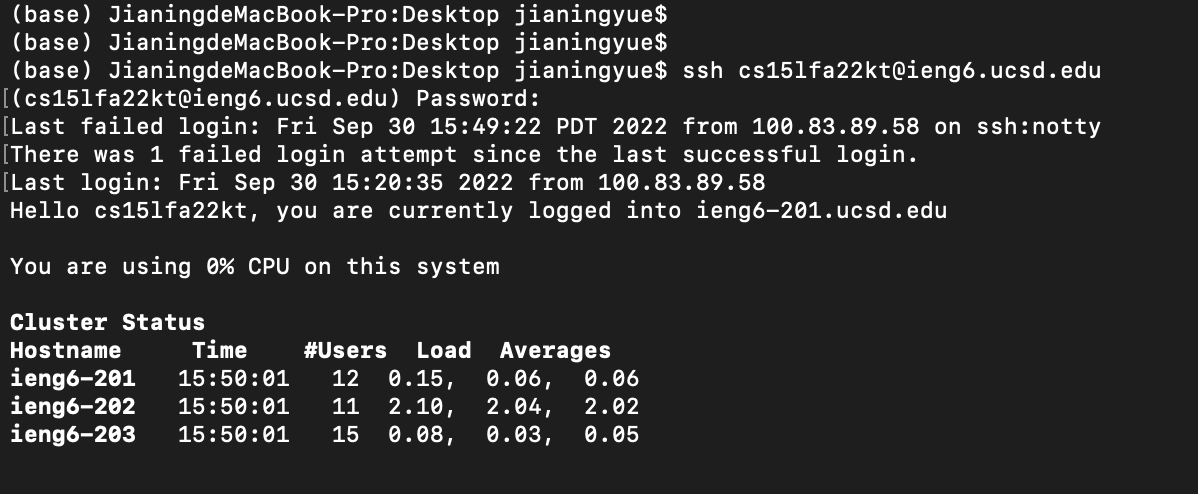 (base) JianingdeMacBook-Pro:Desktop jianingyue$
(base) JianingdeMacBook-Pro:Desktop jianingyue$
(base) JianingdeMacBook-Pro:Desktop jianingyue$ ssh cs15lfa22kt@ieng6.ucsd.edu
[(cs15lfa22kt@ieng6.ucsd.edu) Password:
[Last failed login: Fri Sep 30 15:49:22 PDT 2022 from 100.83.89.58 on ssh:notty
[There was 1 failed login attempt since the last successful login.
[Last login: Fri Sep 30 15:20:35 2022 from 100.83.89.58
Hello cs15lfa22kt, you are currently logged into ieng6-201.ucsd.edu
You are using 0% CPU on this system
Cluster Status
Hostname     Time    #Users  Load  Averages
ieng6-201   15:50:01   12  0.15,  0.06,  0.06
ieng6-202   15:50:01   11  2.10,  2.04,  2.02
ieng6-203   15:50:01   15  0.08,  0.03,  0.05